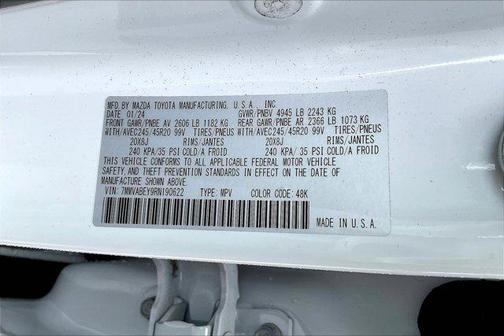 MFD. BY MAZDA TOYOTA MANUFACTURING, U.S.A., INC.
DATE: 01/24 GVWR/PNBV 4945 LB 2243 KG
FRONT GAWR/PNBE AV 2606 LB 1182 KG REAR GAWR/PNBE AR 2366 LB 1073 KG
WITH/AVEC245/45R20 99V TIRES/PNEUS WITH/AVEC245/45R20 99V TIRES/PNEUS
20X8J RIMS/JANTES 20X8J RIMS/JANTES
240 KPA/ 35 PSI COLD/A FROID 240 KPA/ 35 PSI COLD/A FROID
THIS VEHICLE CONFORMS TO ALL APPLICABLE FEDERAL MOTOR VEHICLE
SAFETY AND THEFT PREVENTION STANDARDS IN EFFECT ON THE DATE OF
MANUFACTURE SHOWN ABOVE.
VIN: 7MMVABEY9RN190622 TYPE: MPV COLOR CODE: 48K
MADE IN U.S.A.